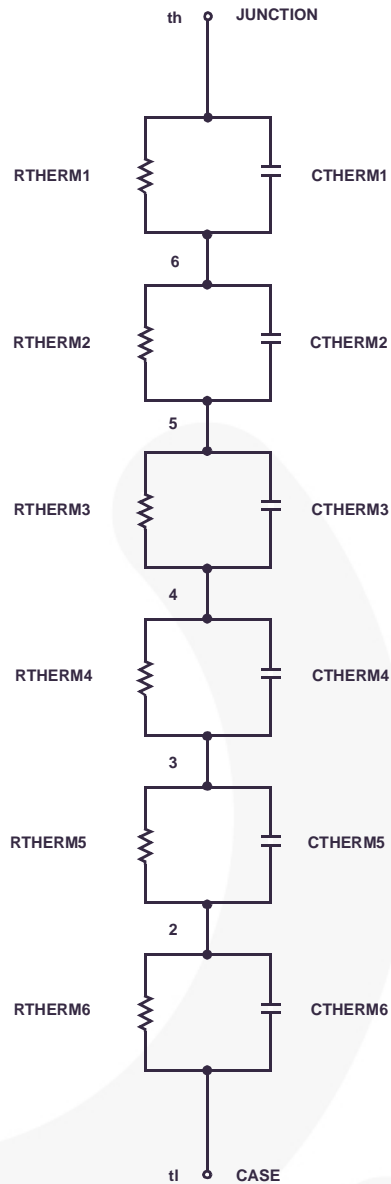 th JUNCTION
RTHERM1 CTHERM1
6
RTHERM2 CTHERM2
5
RTHERM3 CTHERM3
4
RTHERM4 CTHERM4
3
RTHERM5 CTHERM5
2
RTHERM6 CTHERM6
tl CASE